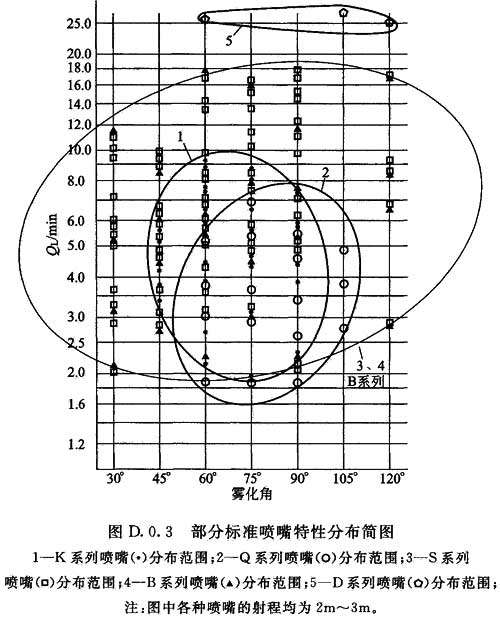 25.0
20.0
18.0
16.0
14.0
12.0
10.0
8.0
6.0
5.0
4.0
3.0
2.5
2.0
1.6
1.2
Q L/min
5
1
2
3、4
B系列
30° 45° 60° 75° 90° 105° 120°
雾化角
图 D.0.3 部分标准喷嘴特性分布简图
1—K 系列喷嘴(•)分布范围;2—Q系列喷嘴(○)分布范围;3—S 系列
喷嘴(□)分布范围;4—B 系列喷嘴(▲)分布范围;5—D 系列喷嘴(⬠)分布范围;
注:图中各种喷嘴的射程均为 2m～3m。